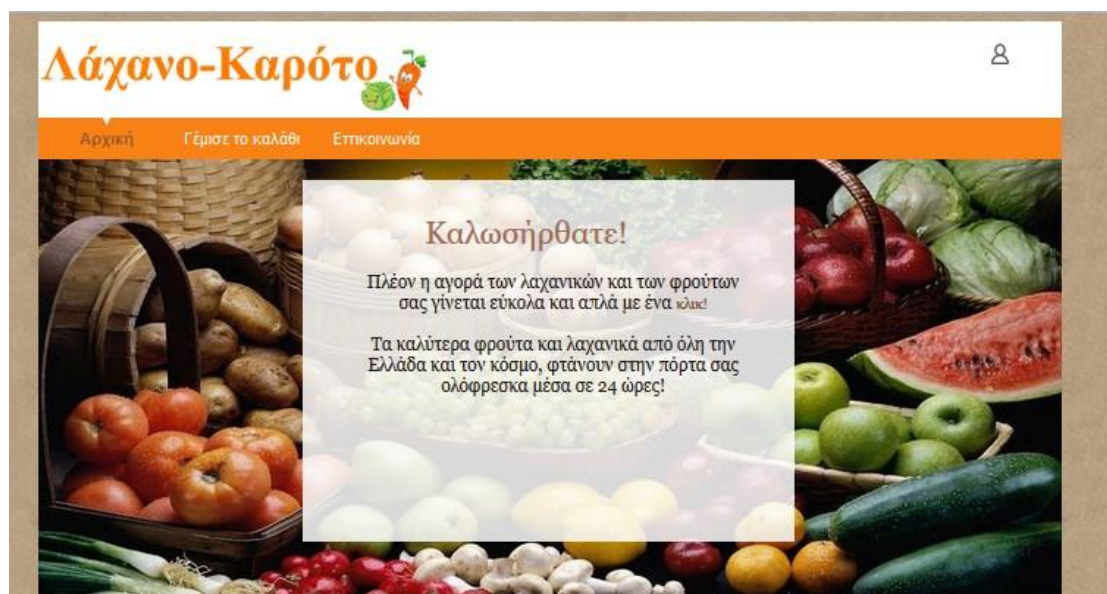 Λάχανο-Καρότο
Αρχική Γέμισε το καλάθι Επικοινωνία
Καλωσήρθατε!
Πλέον η αγορά των λαχανικών και των φρούτων
σας γίνεται εύκολα και απλά με ένα κλικ!
Τα καλύτερα φρούτα και λαχανικά από όλη την
Ελλάδα και τον κόσμο, φτάνουν στην πόρτα σας
ολόφρεσκα μέσα σε 24 ώρες!